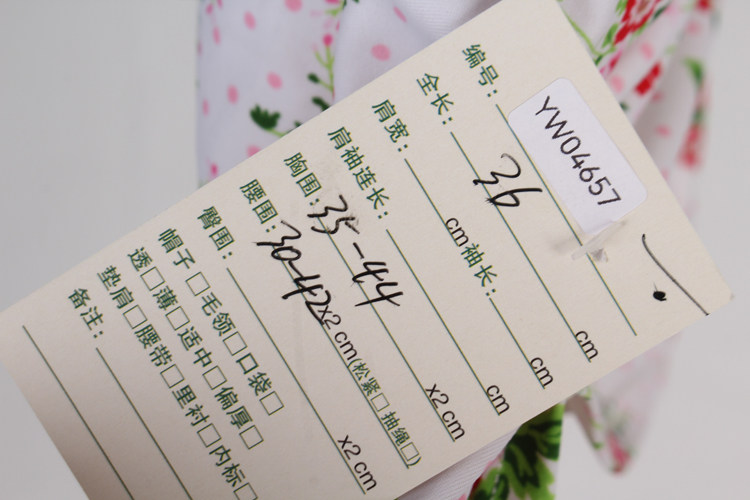 编号: YW04657
全长: 36 cm
肩宽: cm 袖长: cm
肩袖连长: cm
胸围: 35-44 x2 cm
腰围: 30-42 x2 cm(松紧□ 抽绳□)
臀围: x2 cm
帽子□毛领□口袋□
透□薄□适中□偏厚□
垫肩□腰带□里衬□内标□
备注: